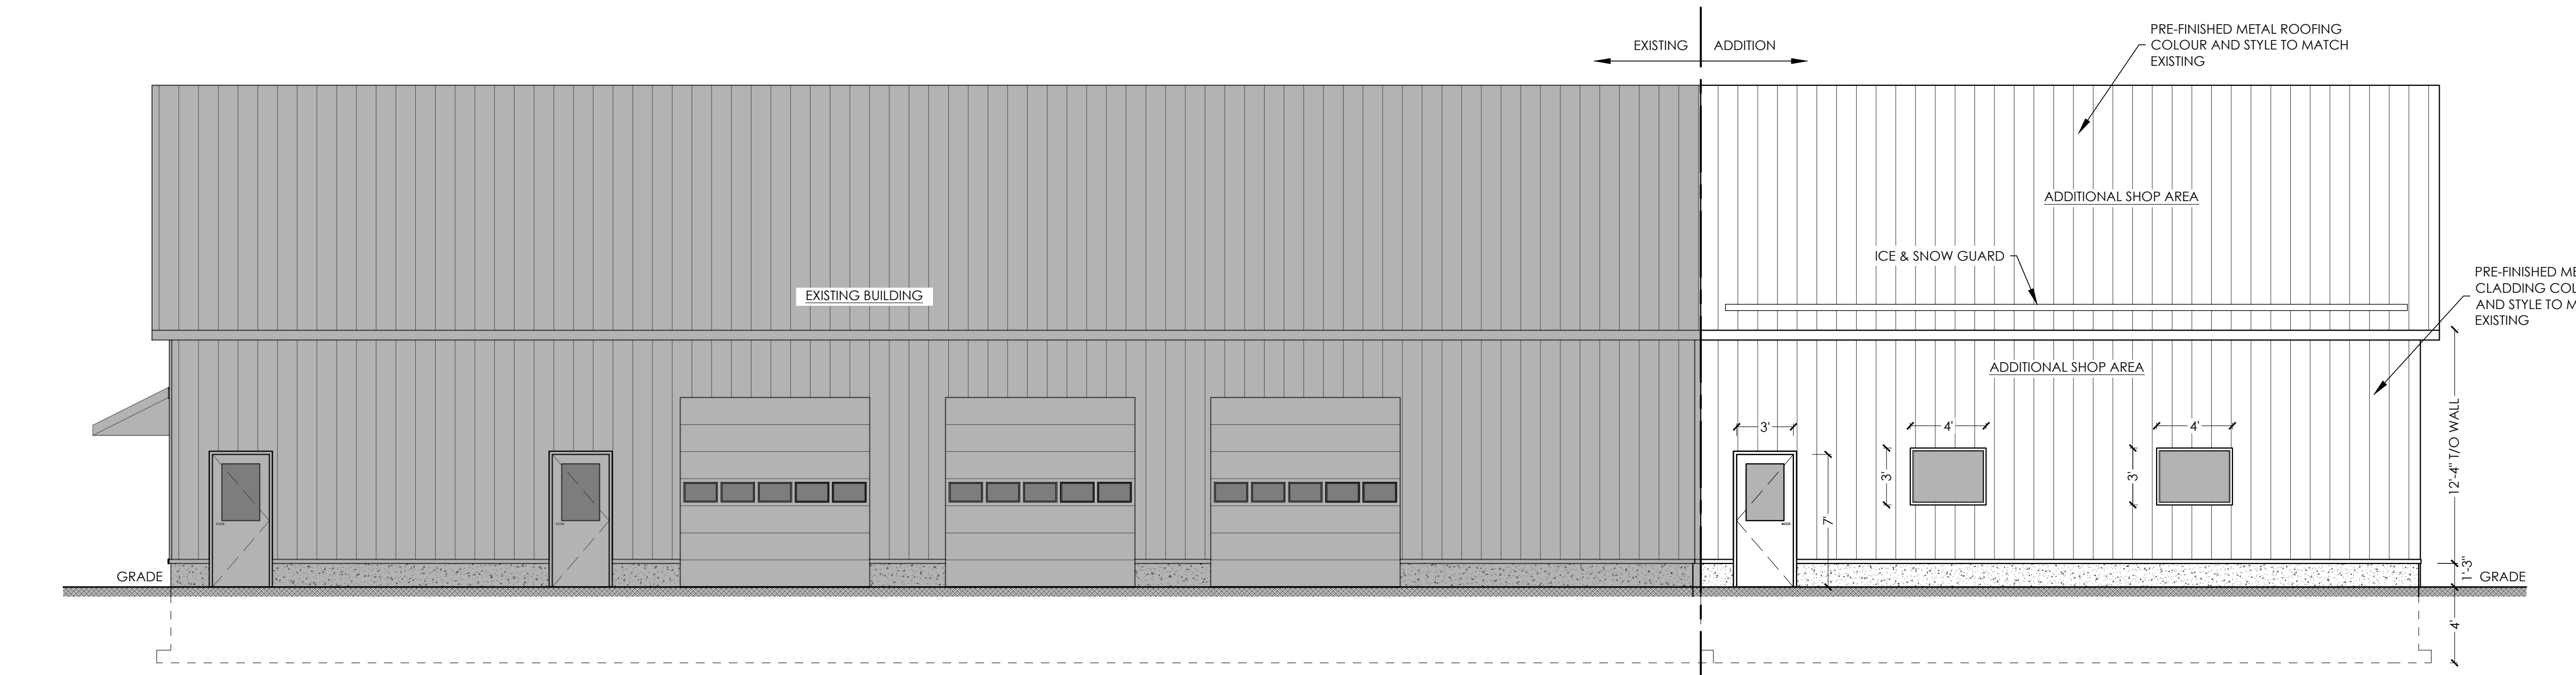 PRE-FINISHED METAL ROOFING
COLOUR AND STYLE TO MATCH
EXISTING
EXISTING
ADDITION
ADDITIONAL SHOP AREA
ICE & SNOW GUARD
EXISTING BUILDING
PRE-FINISHED ME
CLADDING COL
AND STYLE TO M
EXISTING
ADDITIONAL SHOP AREA
3'
4'
4'
3'
3'
7'
12'-4" T/O WALL
1'-3"
4'
GRADE
GRADE